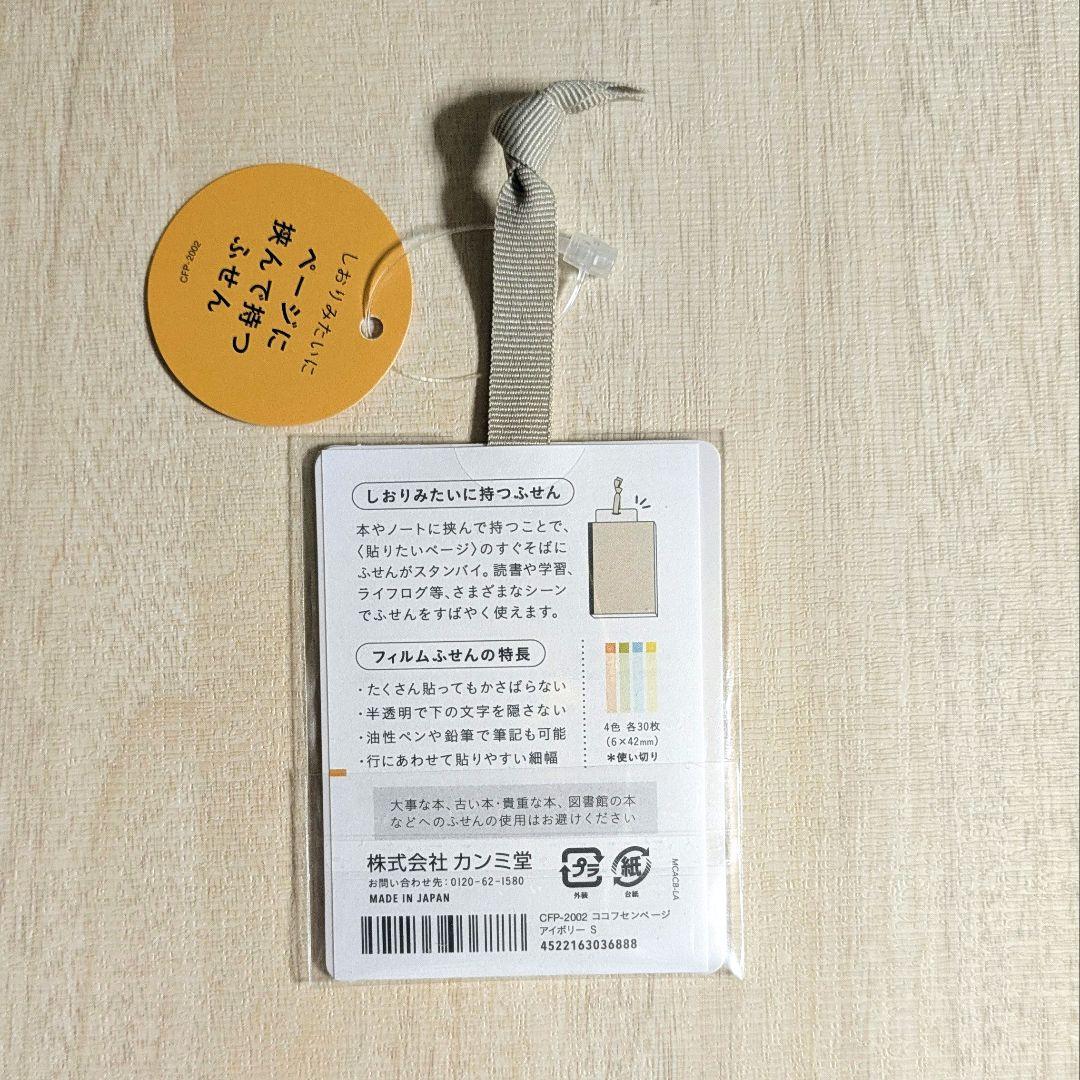 しおりみたいに
ページに
挟んで持つ
ふせん
CFP-2002
しおりみたいに持つふせん
本やノートに挟んで持つことで、
〈貼りたいページ〉のすぐそばに
ふせんがスタンバイ。読書や学習、
ライフログ等、さまざまなシーン
でふせんをすばやく使えます。
フィルムふせんの特長
・たくさん貼ってもかさばらない
・半透明で下の文字を隠さない
・油性ペンや鉛筆で筆記も可能
・行にあわせて貼りやすい細幅
4色 各30枚
(6×42mm)
*使い切り
大事な本、古い本・貴重な本、図書館の本
などへのふせんの使用はお避けください
株式会社 カンミ堂
お問い合わせ先：0120-62-1580
MADE IN JAPAN
プラ
外装
紙
台紙
MCACB-LA
CFP-2002 ココフセンページ
アイボリー S
4522163036888